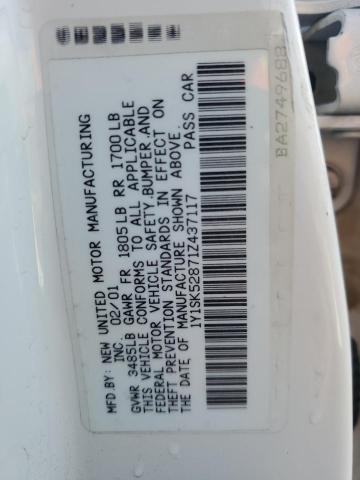 MFD.BY: NEW UNITED MOTOR MANUFACTURING
INC. 02/01
GVWR 3485LB GAWR FR 1805LB RR 1700LB
THIS VEHICLE CONFORMS TO ALL APPLICABLE
FEDERAL MOTOR VEHICLE SAFETY,BUMPER,AND
THEFT PREVENTION STANDARDS IN EFFECT ON
THE DATE OF MANUFACTURE SHOWN ABOVE.
1Y1SK52871Z437117 PASS CAR